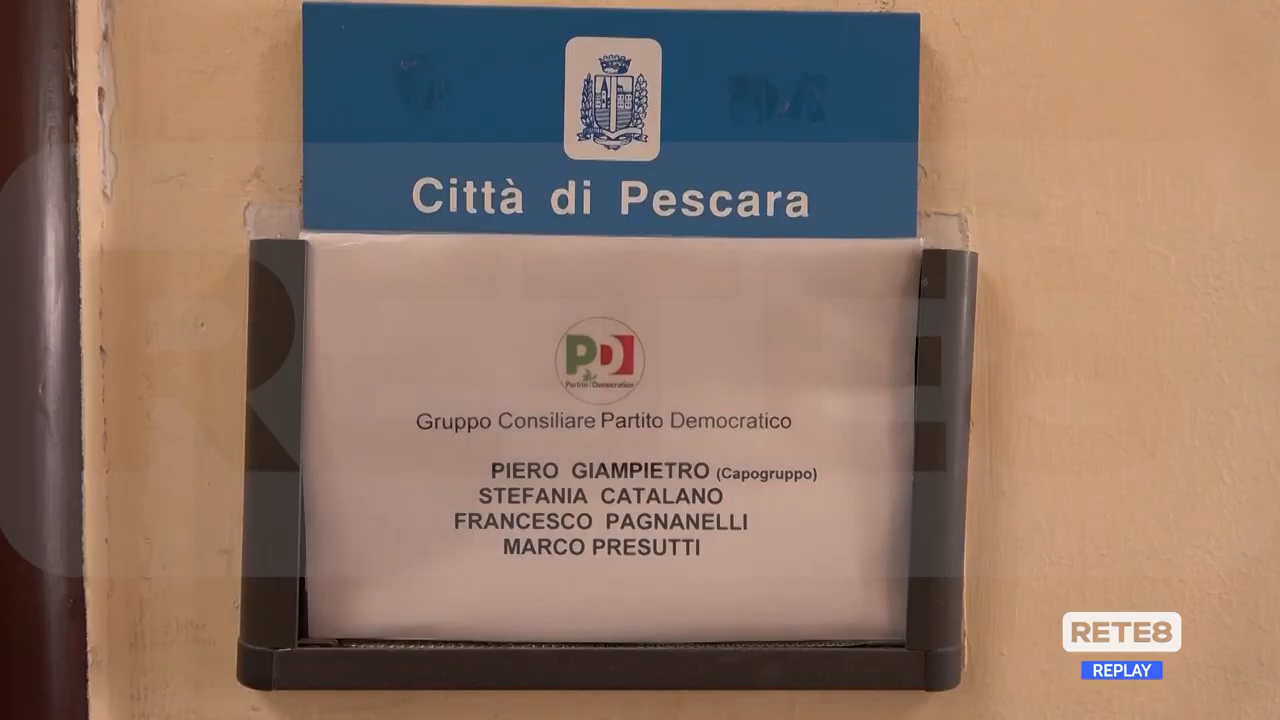 Città di Pescara
PD
Partito Democratico
Gruppo Consiliare Partito Democratico
PIERO GIAMPIETRO (Capogruppo)
STEFANIA CATALANO
FRANCESCO PAGNANELLI
MARCO PRESUTTI
RETE8
REPLAY